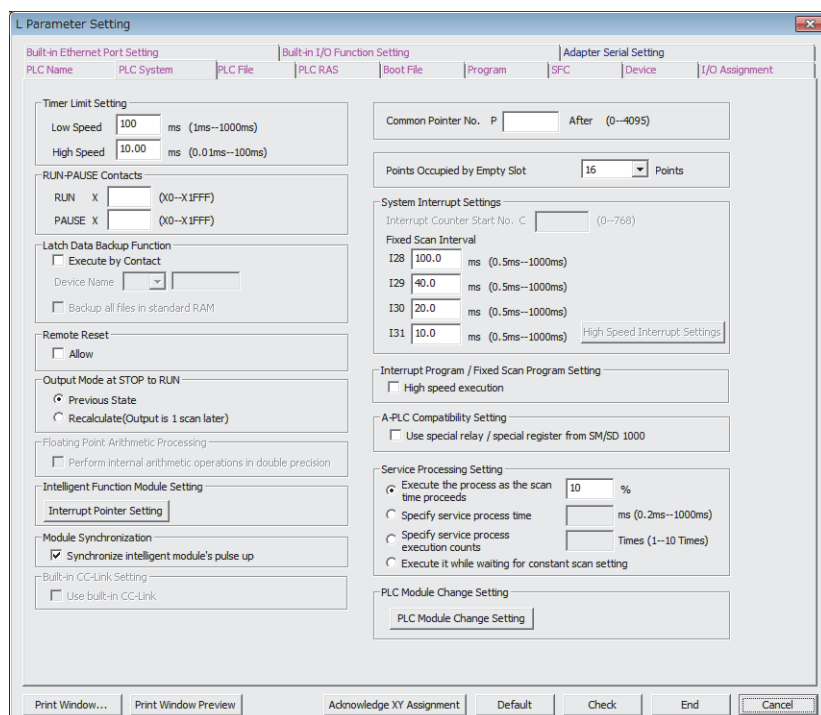 L Parameter Setting
Built-in Ethernet Port Setting Built-in I/O Function Setting Adapter Serial Setting
PLC Name PLC System PLC File PLC RAS Boot File Program SFC Device I/O Assignment
Timer Limit Setting
Low Speed 100 ms (1ms--1000ms)
High Speed 10.00 ms (0.01ms--100ms)
RUN-PAUSE Contacts
RUN X (X0--X1FFF)
PAUSE X (X0--X1FFF)
Latch Data Backup Function
Execute by Contact
Device Name
Backup all files in standard RAM
Remote Reset
Allow
Output Mode at STOP to RUN
Previous State
Recalculate(Output is 1 scan later)
Floating Point Arithmetic Processing
Perform internal arithmetic operations in double precision
Intelligent Function Module Setting
Interrupt Pointer Setting
Module Synchronization
Synchronize intelligent module's pulse up
Built-in CC-Link Setting
Use built-in CC-Link
Common Pointer No. P After (0--4095)
Points Occupied by Empty Slot 16 Points
System Interrupt Settings
Interrupt Counter Start No. C (0--768)
Fixed Scan Interval
I28 100.0 ms (0.5ms--1000ms)
I29 40.0 ms (0.5ms--1000ms)
I30 20.0 ms (0.5ms--1000ms)
I31 10.0 ms (0.5ms--1000ms) High Speed Interrupt Settings
Interrupt Program / Fixed Scan Program Setting
High speed execution
A-PLC Compatibility Setting
Use special relay / special register from SM/SD 1000
Service Processing Setting
Execute the process as the scan
time proceeds 10 %
Specify service process time ms (0.2ms--1000ms)
Specify service process
execution counts Times (1--10 Times)
Execute it while waiting for constant scan setting
PLC Module Change Setting
PLC Module Change Setting
Print Window... Print Window Preview Acknowledge XY Assignment Default Check End Cancel